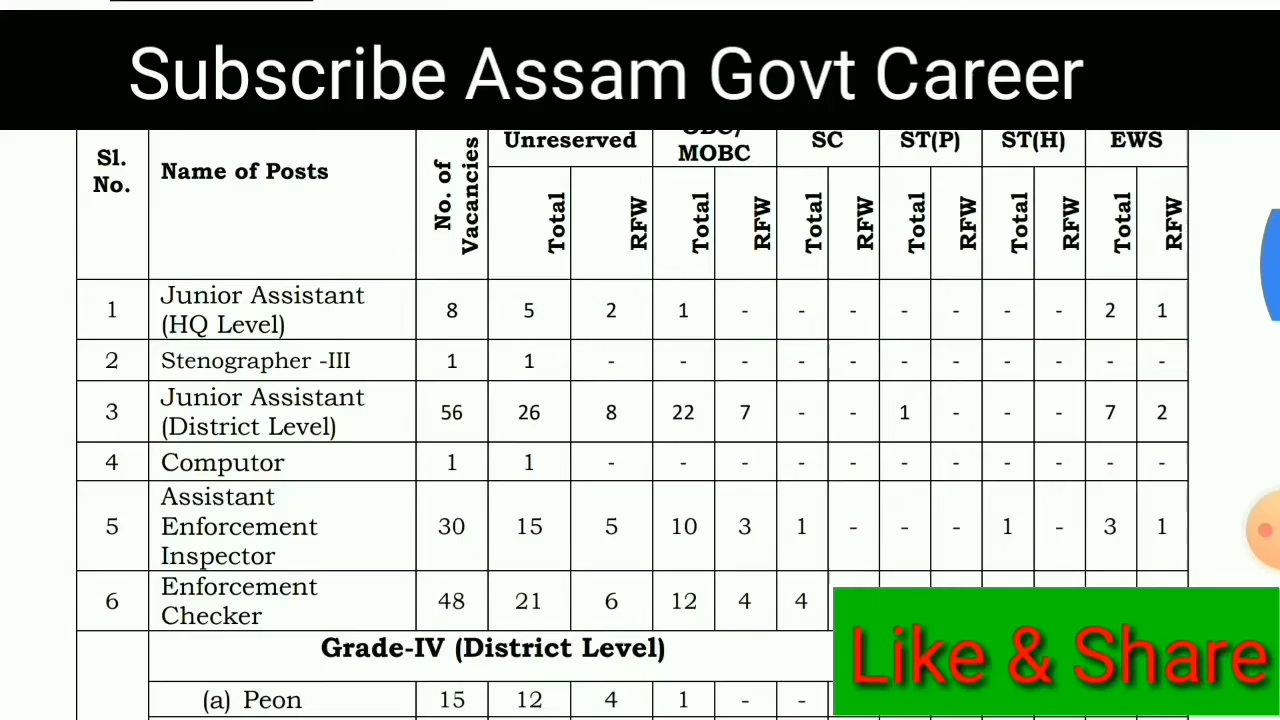 Subscribe Assam Govt Career
Sl. No. Name of Posts No. of Vacancies Unreserved MOBC SC ST(P) ST(H) EWS
Total RFW Total RFW Total RFW Total RFW Total RFW Total RFW
1 Junior Assistant (HQ Level) 8 5 2 1 - - - - - - - 2 1
2 Stenographer -III 1 1 - - - - - - - - - - -
3 Junior Assistant (District Level) 56 26 8 22 7 - - 1 - - - 7 2
4 Computor 1 1 - - - - - - - - - - -
5 Assistant Enforcement Inspector 30 15 5 10 3 1 - - - 1 - 3 1
6 Enforcement Checker 48 21 6 12 4 4
Grade-IV (District Level)
(a) Peon 15 12 4 1 - -
Like & Share